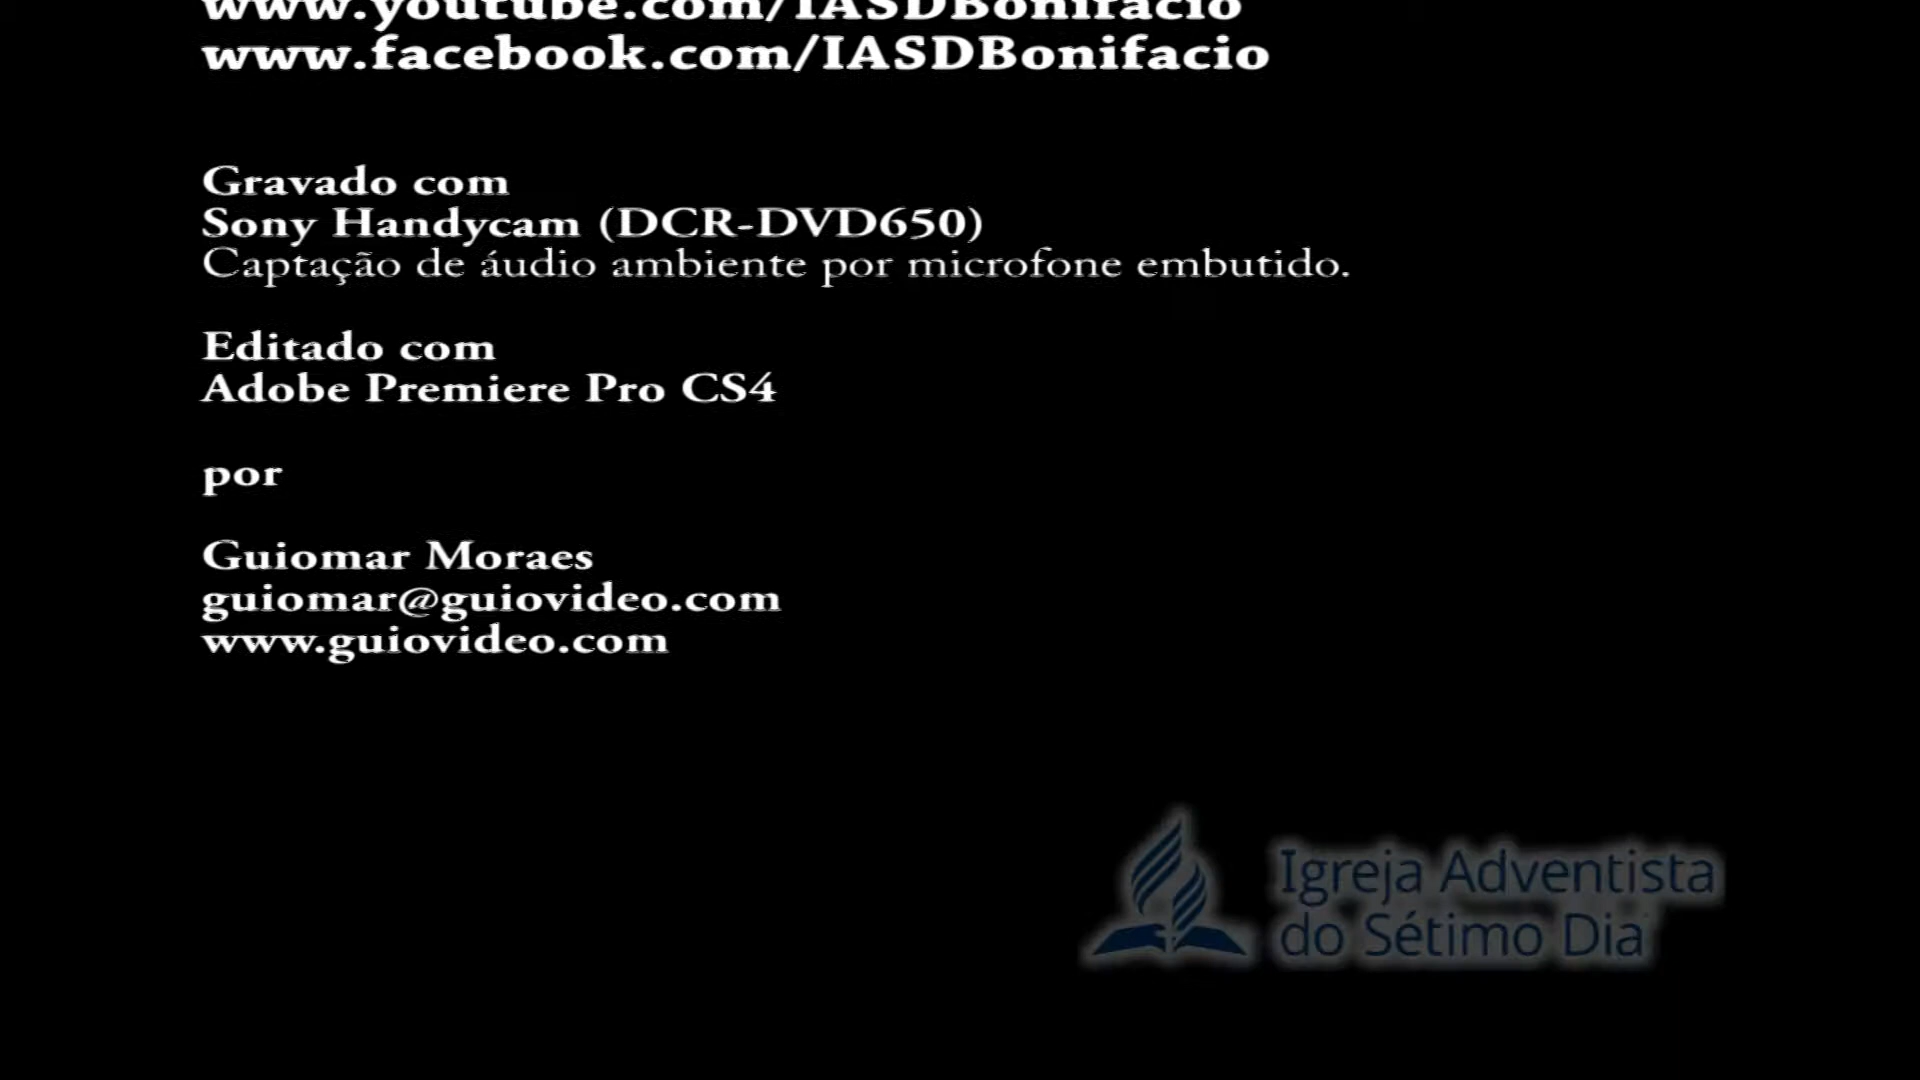 www.youtube.com/IASDBonifacio
www.facebook.com/IASDBonifacio
Gravado com
Sony Handycam (DCR-DVD650)
Captação de áudio ambiente por microfone embutido.
Editado com
Adobe Premiere Pro CS4
por
Guiomar Moraes
guiomar@guiovideo.com
www.guiovideo.com
Igreja Adventista
do Sétimo Dia